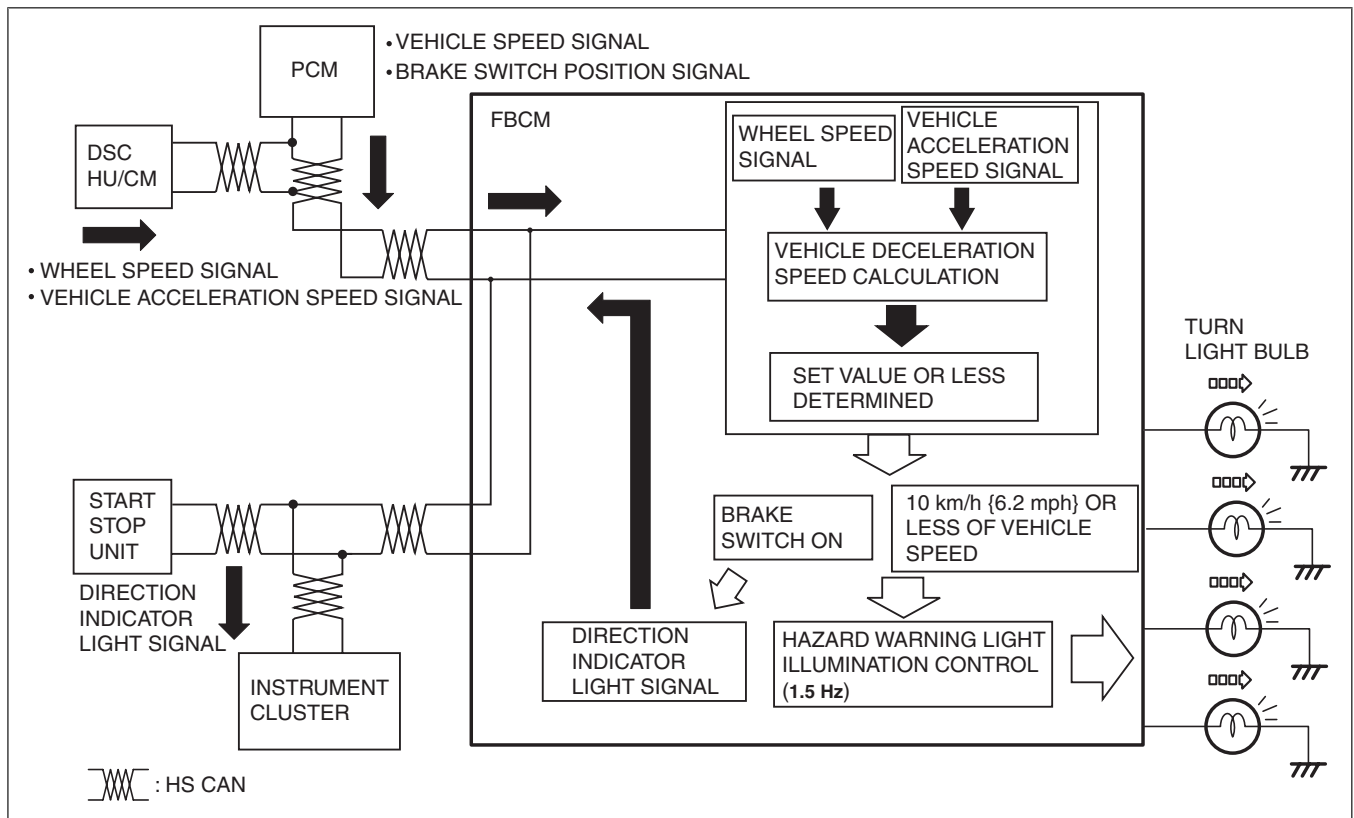 PCM
• VEHICLE SPEED SIGNAL
• BRAKE SWITCH POSITION SIGNAL
DSC
HU/CM
• WHEEL SPEED SIGNAL
• VEHICLE ACCELERATION SPEED SIGNAL
FBCM
WHEEL SPEED
SIGNAL
VEHICLE
ACCELERATION
SPEED SIGNAL
VEHICLE DECELERATION
SPEED CALCULATION
SET VALUE OR LESS
DETERMINED
TURN
LIGHT BULB
START
STOP
UNIT
DIRECTION
INDICATOR
LIGHT SIGNAL
INSTRUMENT
CLUSTER
BRAKE
SWITCH ON
10 km/h {6.2 mph} OR
LESS OF VEHICLE
SPEED
DIRECTION
INDICATOR
LIGHT SIGNAL
HAZARD WARNING LIGHT
ILLUMINATION CONTROL
(1.5 Hz)
: HS CAN